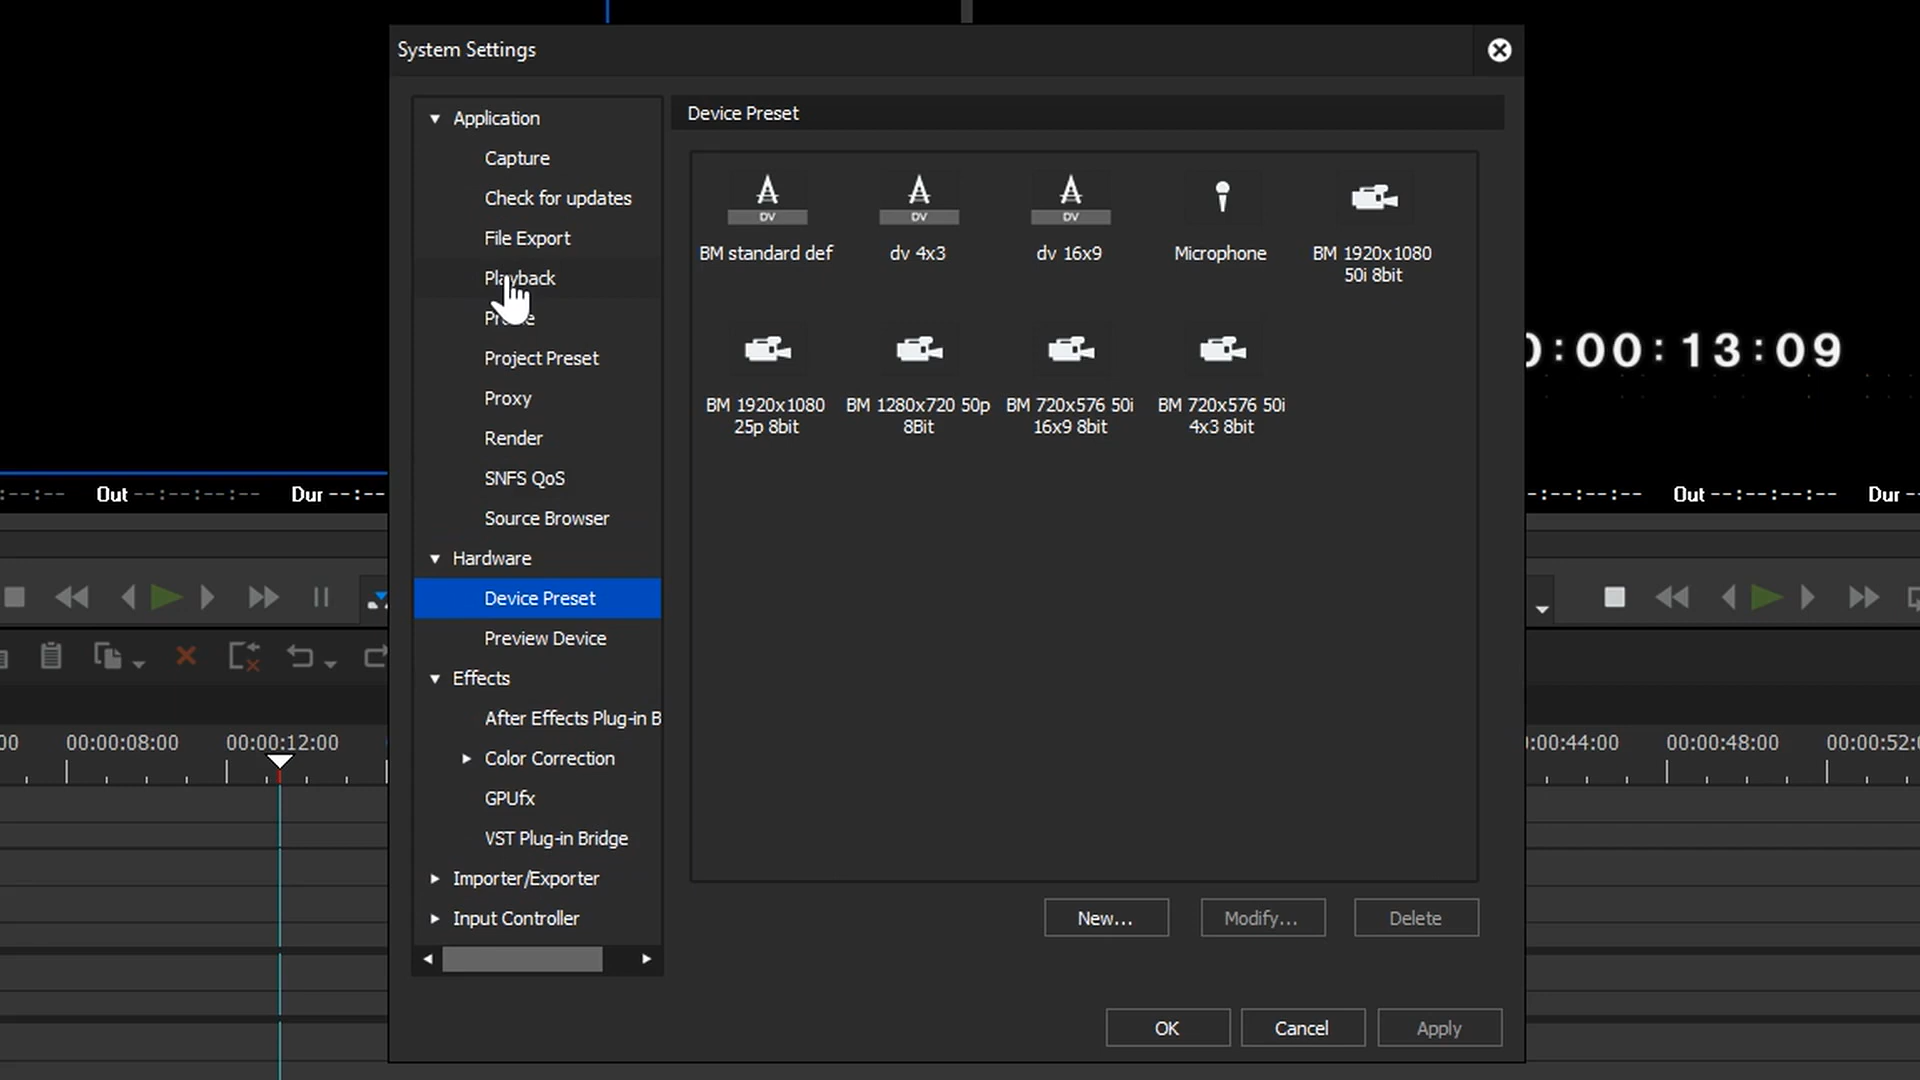 System Settings
Application
Capture
Check for updates
File Export
Playback
Project Preset
Proxy
Render
SNFS QoS
Source Browser
Hardware
Device Preset
Preview Device
Effects
After Effects Plug-in B
Color Correction
GPUfx
VST Plug-in Bridge
Importer/Exporter
Input Controller
Device Preset
DV
BM standard def
DV
dv 4x3
DV
dv 16x9
Microphone
BM 1920x1080
50i 8bit
BM 1920x1080
25p 8bit
BM 1280x720 50p
8Bit
BM 720x576 50i
16x9 8bit
BM 720x576 50i
4x3 8bit
New...
Modify...
Delete
OK
Cancel
Apply
:00:13:09
--:-- Out --:--:--:-- Dur --:--
--:--:--:-- Out --:--:--:-- Dur
00 00:00:08:00 00:00:12:00
:00:44:00 00:00:48:00 00:00:52: